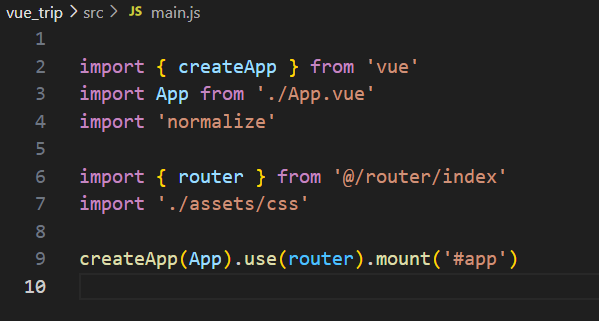 vue_trip > src > JS main.js
1
2 import { createApp } from 'vue'
3 import App from './App.vue'
4 import 'normalize'
5
6 import { router } from '@/router/index'
7 import './assets/css'
8
9 createApp(App).use(router).mount('#app')
10